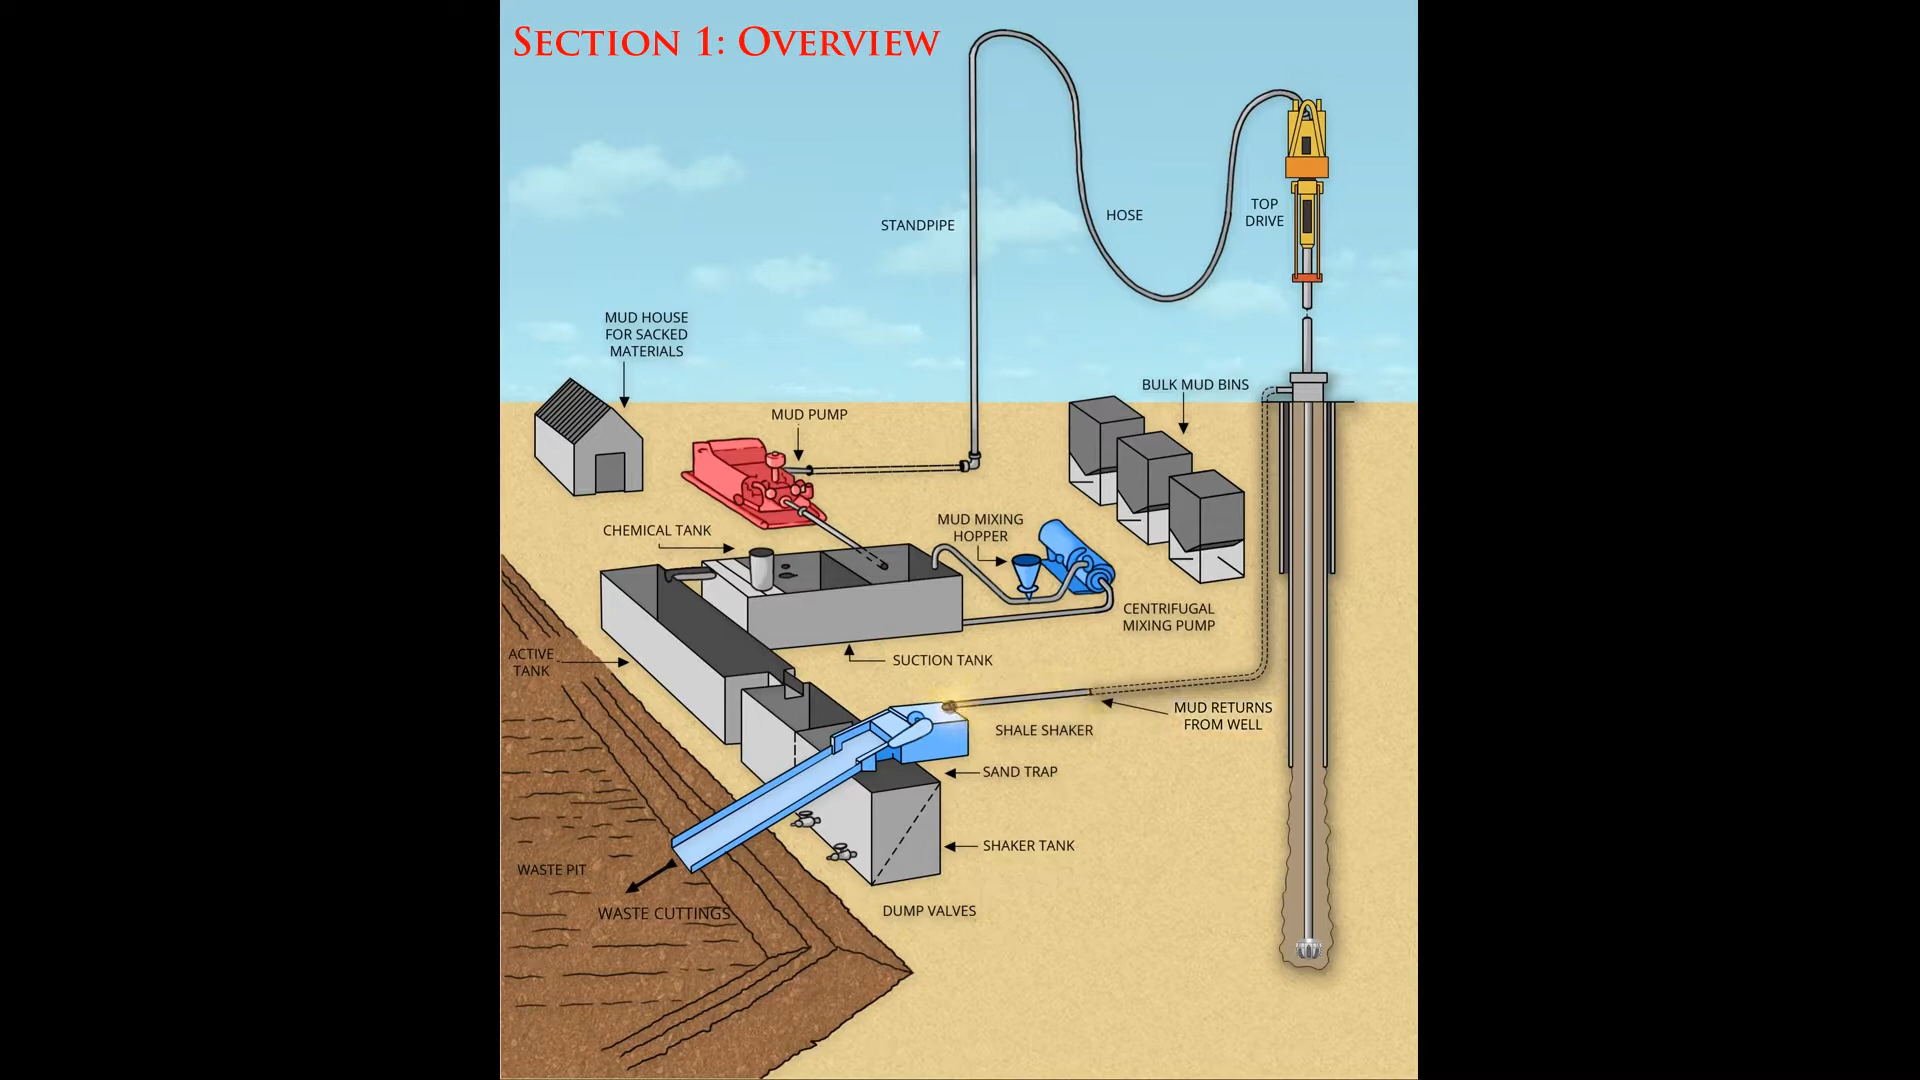 SECTION 1: OVERVIEW
STANDPIPE
HOSE
TOP
DRIVE
MUD HOUSE
FOR SACKED
MATERIALS
BULK MUD BINS
MUD PUMP
CHEMICAL TANK
MUD MIXING
HOPPER
CENTRIFUGAL
MIXING PUMP
ACTIVE
TANK
SUCTION TANK
MUD RETURNS
FROM WELL
SHALE SHAKER
SAND TRAP
SHAKER TANK
WASTE PIT
WASTE CUTTINGS
DUMP VALVES